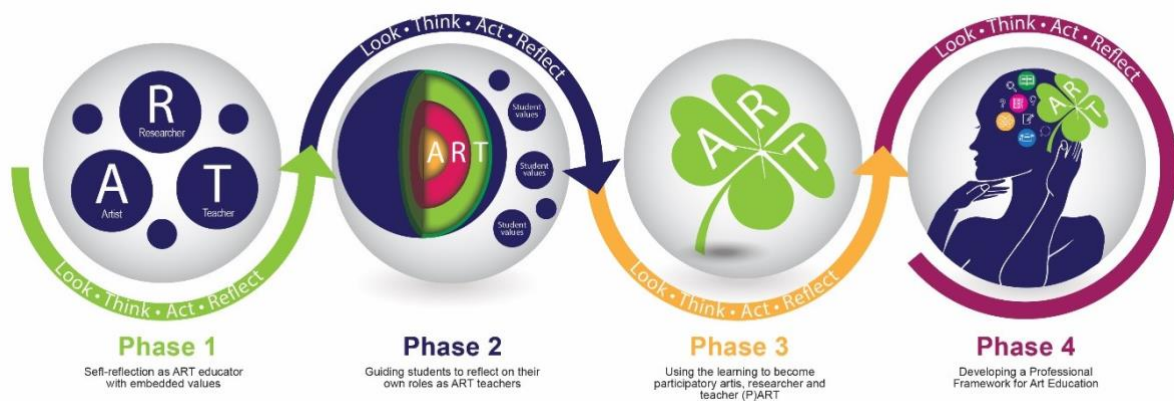 Look • Think • Act • Reflect
Look • Think • Act • Reflect
R
Researcher
A
Artist
T
Teacher
A R T
Student
values
Student
values
Student
values
A R T
A R T
Look • Think • Act • Reflect
Look • Think • Act • Reflect
Phase 1
Sefl-reflection as ART educator
with embedded values
Phase 2
Guiding students to reflect on their
own roles as ART teachers
Phase 3
Using the learning to become
participatory artis, researcher and
teacher (P)ART
Phase 4
Developing a Professional
Framework for Art Education